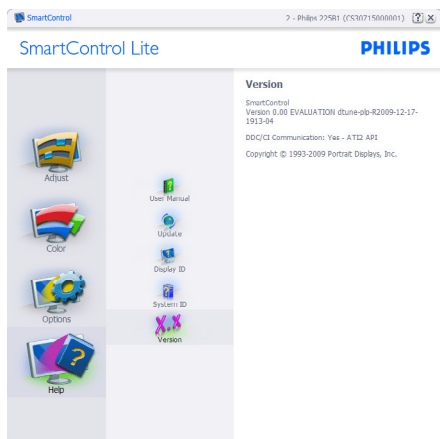 SmartControl
2 - Philips 225B1 (CS30715000001)
SmartControl Lite
PHILIPS
Version
SmartControl
Version 0.00 EVALUATION dtune-plp-R2009-12-17-
1913-04
DDC/CI Communication: Yes - ATI2 API
Copyright © 1993-2009 Portrait Displays, Inc.
Adjust
Color
Options
Help
User Manual
Update
Display ID
System ID
X.X
Version